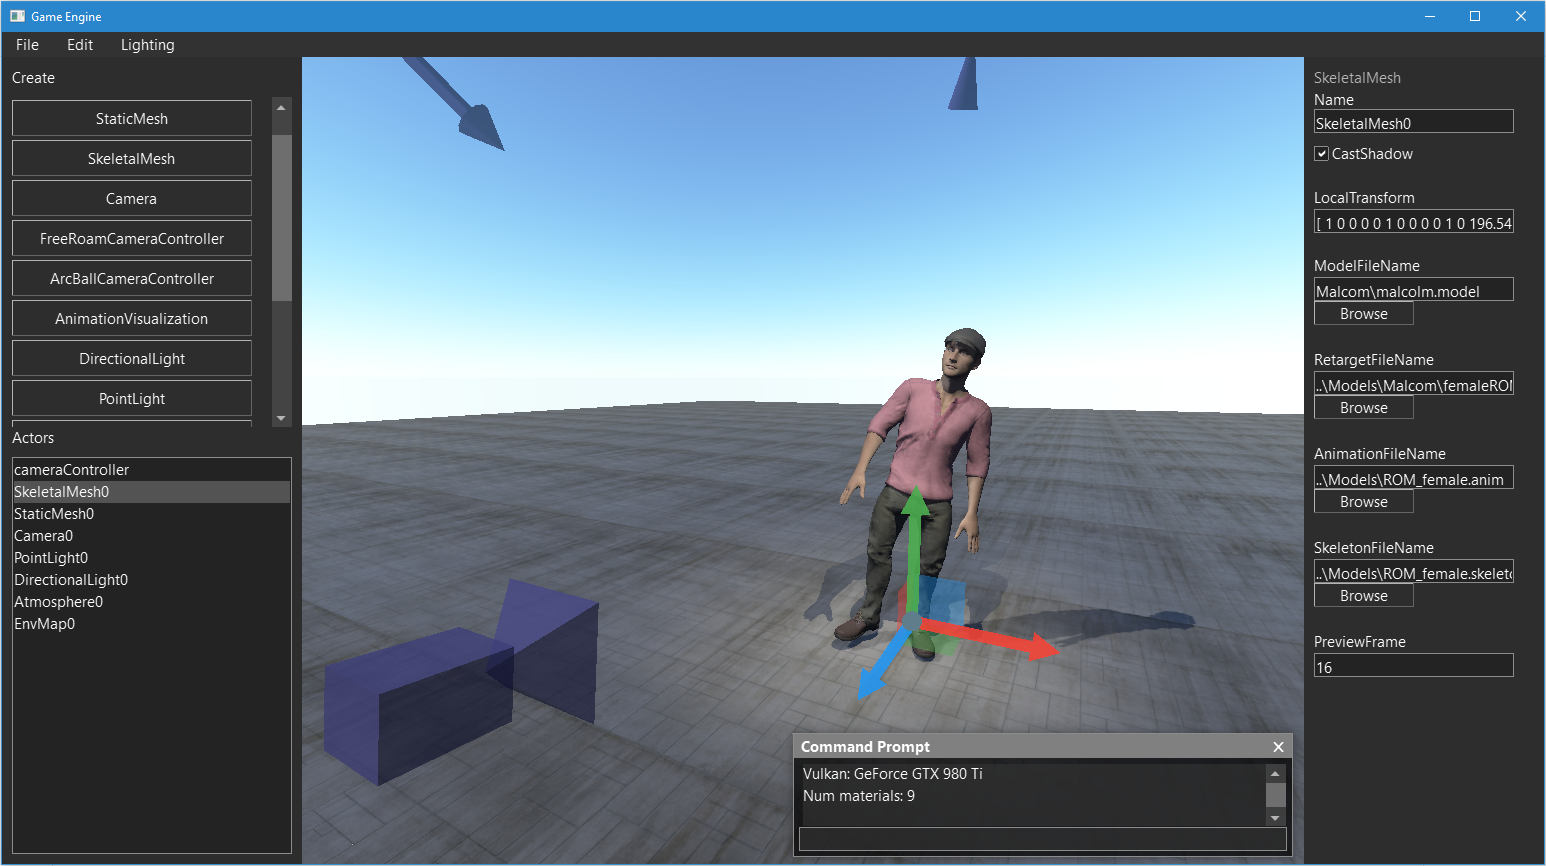 Game Engine
File Edit Lighting
Create
StaticMesh
SkeletalMesh
Camera
FreeRoamCameraController
ArcBallCameraController
AnimationVisualization
DirectionalLight
PointLight
Actors
cameraController
SkeletalMesh0
StaticMesh0
Camera0
PointLight0
DirectionalLight0
Atmosphere0
EnvMap0
Command Prompt
Vulkan: GeForce GTX 980 Ti
Num materials: 9
SkeletalMesh
Name
SkeletalMesh0
CastShadow
LocalTransform
[ 1 0 0 0 0 1 0 0 0 0 1 0 196.54
ModelFileName
Malcom\malcolm.model
Browse
RetargetFileName
..\Models\Malcom\femaleRO
Browse
AnimationFileName
..\Models\ROM_female.anim
Browse
SkeletonFileName
..\Models\ROM_female.skelet
Browse
PreviewFrame
16